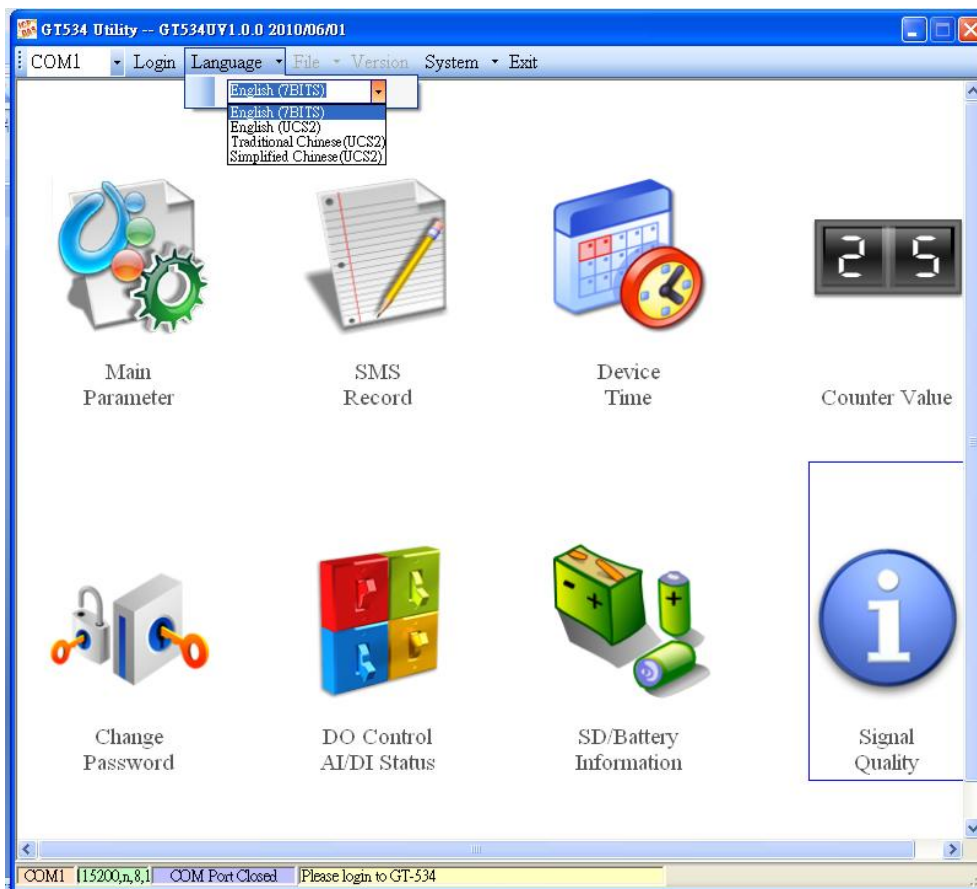 GT534 Utility -- GT534UV1.0.0 2010/06/01
COM1 Login Language File Version System Exit
English (7BITS)
English (7BITS)
English (UCS2)
Traditional Chinese(UCS2)
Simplified Chinese(UCS2)
2 5
Main
Parameter
SMS
Record
Device
Time
Counter Value
Change
Password
DO Control
AI/DI Status
SD/Battery
Information
Signal
Quality
COM1 115200,n,8,1 COM Port Closed Please login to GT-534